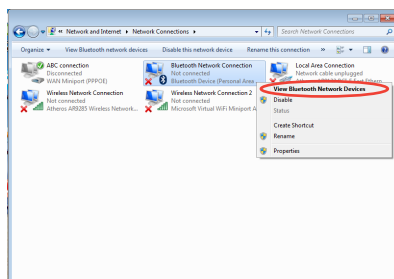 Network and Internet ▸ Network Connections ▸
Search Network Connections
Organize ▾ View Bluetooth network devices Disable this network device Rename this connection »
ABC connection
Disconnected
WAN Miniport (PPPOE)
Bluetooth Network Connection
Not connected
Bluetooth Device (Personal Area
Local Area Connection
Network cable unplugged
Wireless Network Connection
Not connected
Atheros AR9285 Wireless Network...
Wireless Network Connection 2
Not connected
Microsoft Virtual WiFi Miniport A
View Bluetooth Network Devices
Disable
Status
Create Shortcut
Rename
Properties